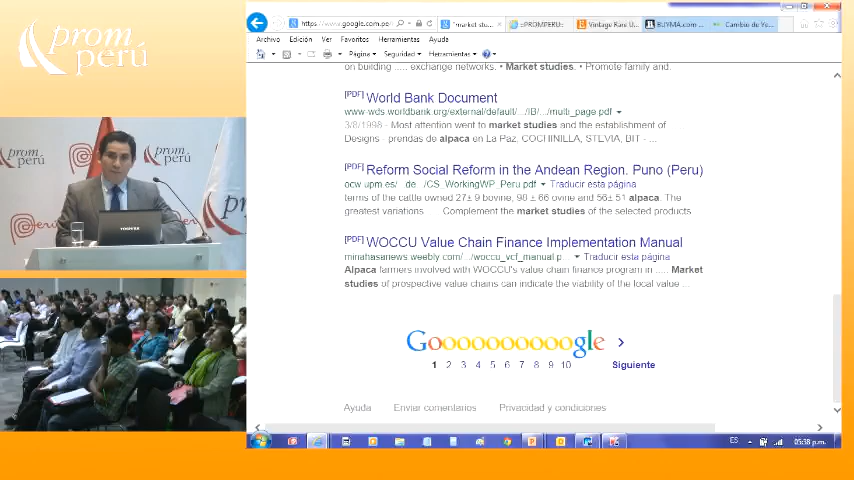 prom
perú
prom
perú
prom
perú
TOSHIBA
https://www.google.com.pe
"market stu...
::PROMPERU::
Vintage Rare U...
BUYMA.com ...
Cambio de Ve...
Archivo Edición Ver Favoritos Herramientas Ayuda
Página Seguridad Herramientas
on building ..... exchange networks. • Market studies. • Promote family and.
[PDF] World Bank Document
www-wds.worldbank.org/external/default/.../IB/.../multi_page.pdf
3/8/1998 - Most attention went to market studies and the establishment of ...
Designs - prendas de alpaca en La Paz, COCHINILLA, STEVIA, BIT - ...
[PDF] Reform Social Reform in the Andean Region. Puno (Peru)
ocw.upm.es/.../CS_WorkingWP_Peru.pdf Traducir esta página
terms of the cattle owned 27± 9 bovine, 98 ± 66 ovine and 56± 51 alpaca. The
greatest variations Complement the market studies of the selected products
[PDF] WOCCU Value Chain Finance Implementation Manual
minahasanews.weebly.com/.../woccu_vcf_manual.p... Traducir esta página
Alpaca farmers involved with WOCCU's value chain finance program in .... Market
studies of prospective value chains can indicate the viability of the local value ...
Goooooooooogle
1 2 3 4 5 6 7 8 9 10 Siguiente
Ayuda Enviar comentarios Privacidad y condiciones
ES 05:38 p.m.